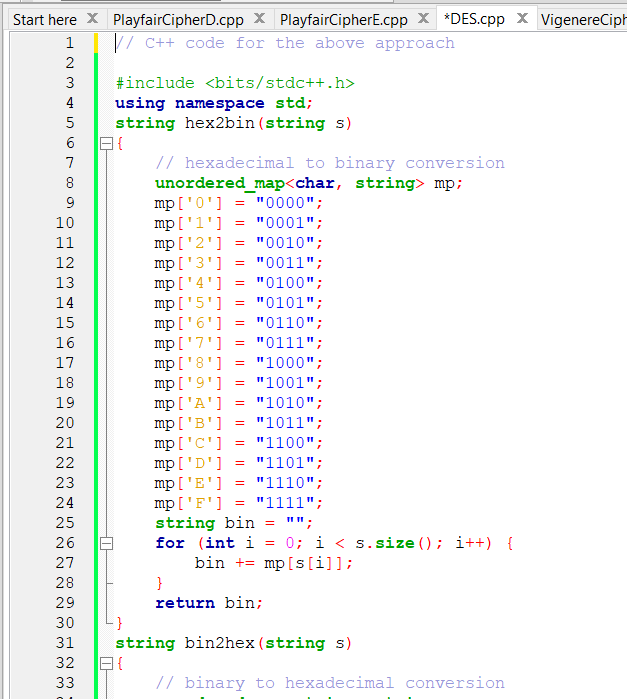 Start here X PlayfairCipherD.cpp X PlayfairCipherE.cpp X *DES.cpp X VigenereCiph
1 // C++ code for the above approach
2
3 #include <bits/stdc++.h>
4 using namespace std;
5 string hex2bin(string s)
6 {
7 // hexadecimal to binary conversion
8 unordered_map<char, string> mp;
9 mp['0'] = "0000";
10 mp['1'] = "0001";
11 mp['2'] = "0010";
12 mp['3'] = "0011";
13 mp['4'] = "0100";
14 mp['5'] = "0101";
15 mp['6'] = "0110";
16 mp['7'] = "0111";
17 mp['8'] = "1000";
18 mp['9'] = "1001";
19 mp['A'] = "1010";
20 mp['B'] = "1011";
21 mp['C'] = "1100";
22 mp['D'] = "1101";
23 mp['E'] = "1110";
24 mp['F'] = "1111";
25 string bin = "";
26 for (int i = 0; i < s.size(); i++) {
27 bin += mp[s[i]];
28 }
29 return bin;
30 }
31 string bin2hex(string s)
32 {
33 // binary to hexadecimal conversion